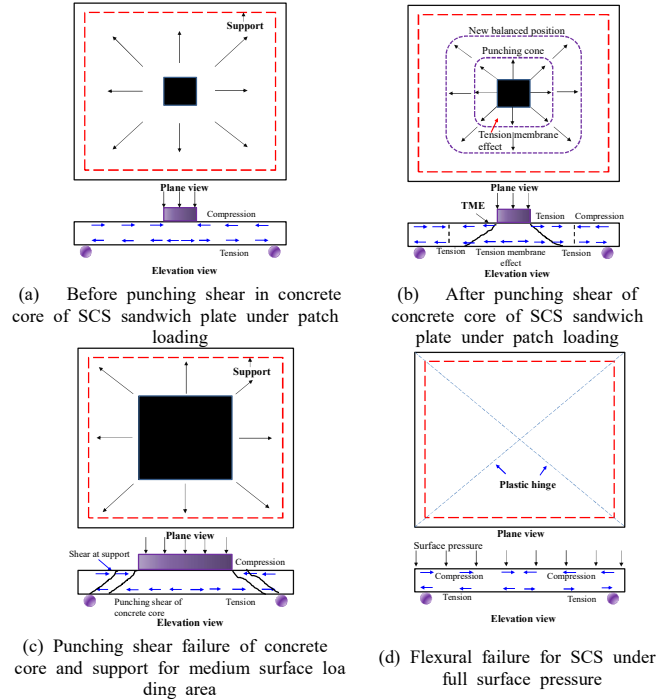 Support
Plane view
Compression
Tension
Elevation view
(a) Before punching shear in concrete
core of SCS sandwich plate under patch
loading
New balanced position
Punching cone
Tension membrane
effect
Plane view
TME
Tension
Compression
Tension
Tension membrane
effect
Tension
Elevation view
(b) After punching shear of
concrete core of SCS sandwich
plate under patch loading
Support
Plane view
Shear at support
Compression
Punching shear of
concrete core
Tension
Elevation view
(c) Punching shear failure of concrete
core and support for medium surface loa
ding area
Plastic hinge
Plane view
Surface pressure
Compression
Compression
Tension
Tension
Elevation view
(d) Flexural failure for SCS under
full surface pressure